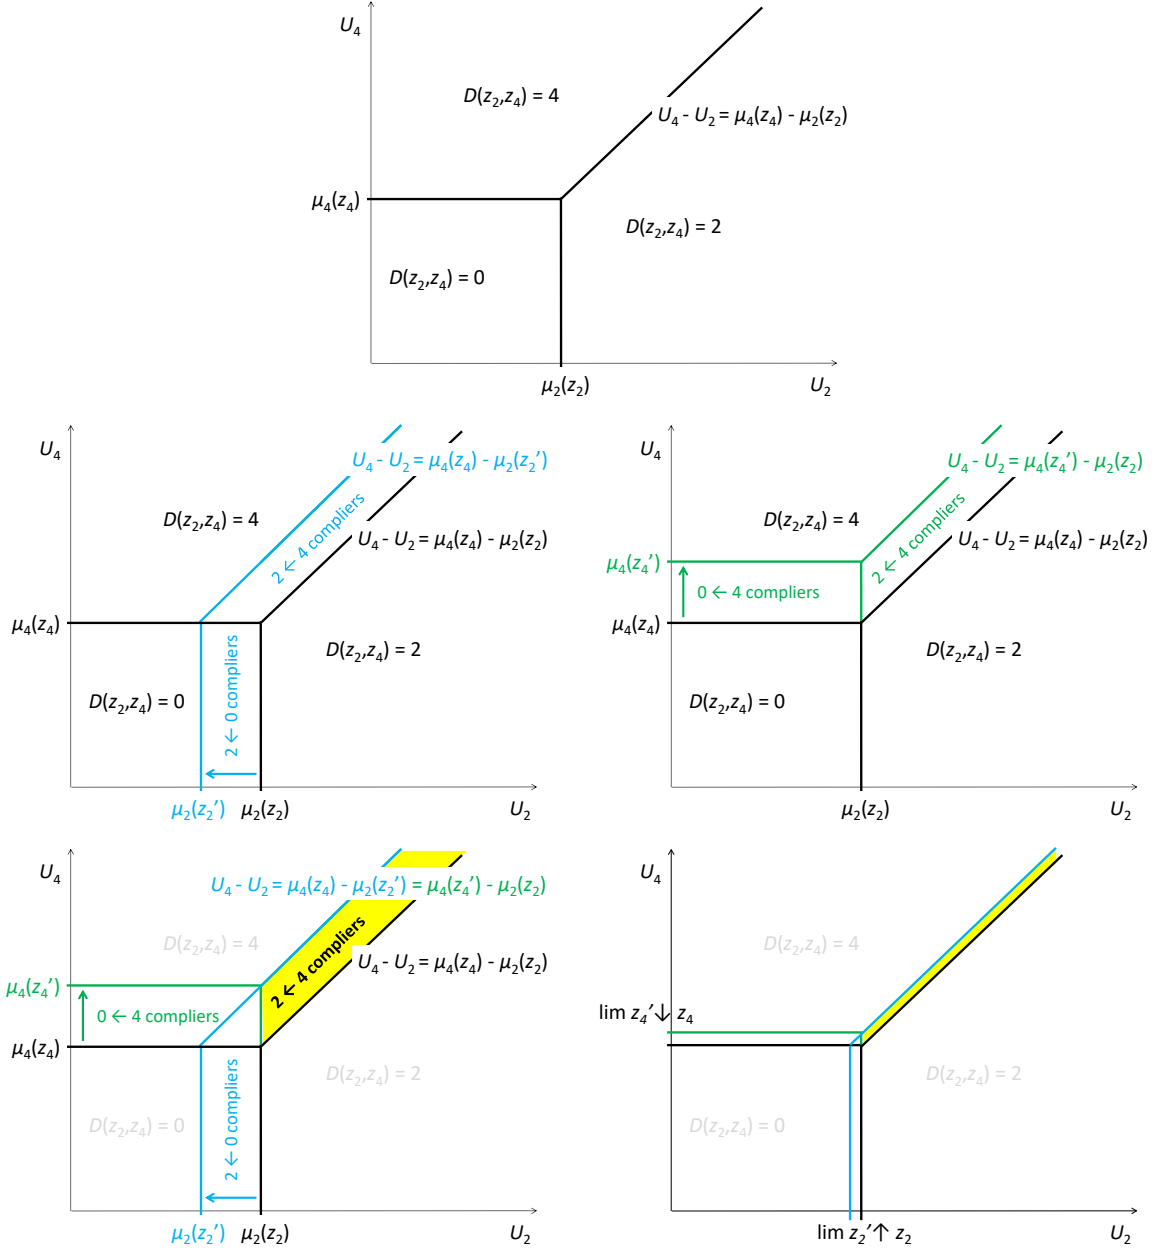 U₄
D(z₂,z₄) = 4
U₄ - U₂ = μ₄(z₄) - μ₂(z₂)
μ₄(z₄)
D(z₂,z₄) = 2
D(z₂,z₄) = 0
μ₂(z₂)
U₂
U₄
U₄ - U₂ = μ₄(z₄) - μ₂(z₂')
D(z₂,z₄) = 4
2 ← 4 compliers
U₄ - U₂ = μ₄(z₄) - μ₂(z₂)
μ₄(z₄)
D(z₂,z₄) = 2
D(z₂,z₄) = 0
2 ← 0 compliers
μ₂(z₂')
μ₂(z₂)
U₂
U₄
U₄ - U₂ = μ₄(z₄') - μ₂(z₂)
D(z₂,z₄) = 4
2 ← 4 compliers
U₄ - U₂ = μ₄(z₄) - μ₂(z₂)
μ₄(z₄')
0 ← 4 compliers
μ₄(z₄)
D(z₂,z₄) = 2
D(z₂,z₄) = 0
μ₂(z₂)
U₂
U₄
U₄ - U₂ = μ₄(z₄) - μ₂(z₂') = μ₄(z₄') - μ₂(z₂)
D(z₂,z₄) = 4
2 ← 4 compliers
U₄ - U₂ = μ₄(z₄) - μ₂(z₂)
μ₄(z₄')
0 ← 4 compliers
μ₄(z₄)
D(z₂,z₄) = 2
D(z₂,z₄) = 0
2 ← 0 compliers
μ₂(z₂')
μ₂(z₂)
U₂
U₄
D(z₂,z₄) = 4
lim z₄'↓ z₄
D(z₂,z₄) = 2
D(z₂,z₄) = 0
lim z₂'↑ z₂
U₂